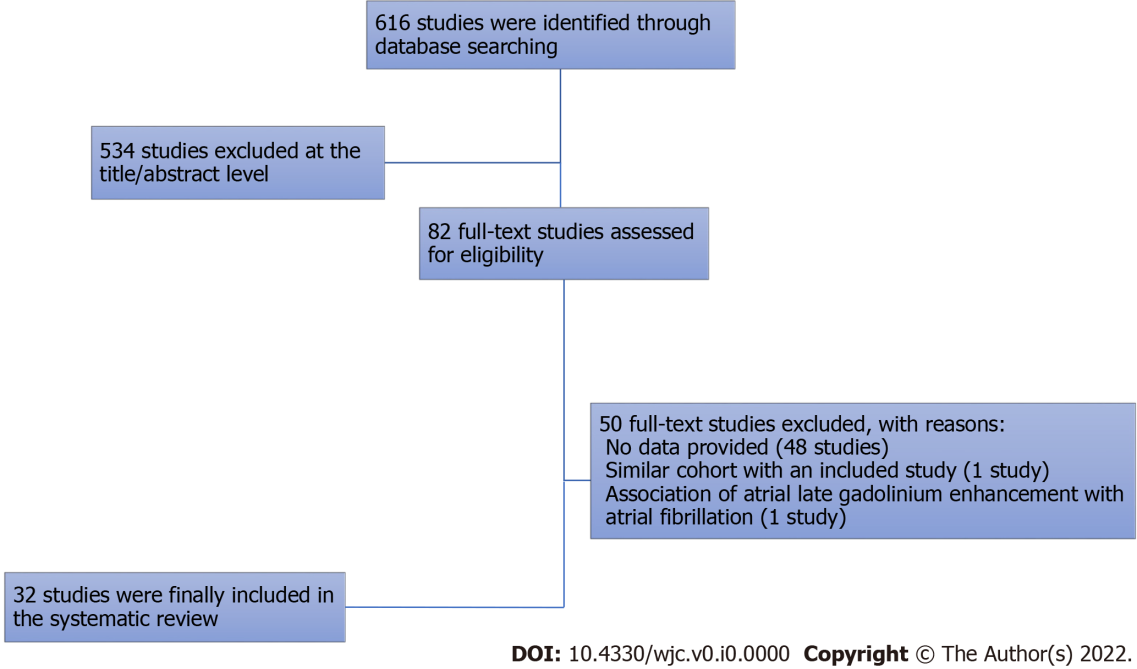 616 studies were identified through
database searching
534 studies excluded at the
title/abstract level
82 full-text studies assessed
for eligibility
50 full-text studies excluded, with reasons:
No data provided (48 studies)
Similar cohort with an included study (1 study)
Association of atrial late gadolinium enhancement with
atrial fibrillation (1 study)
32 studies were finally included in
the systematic review
DOI: 10.4330/wjc.v0.i0.0000 Copyright © The Author(s) 2022.